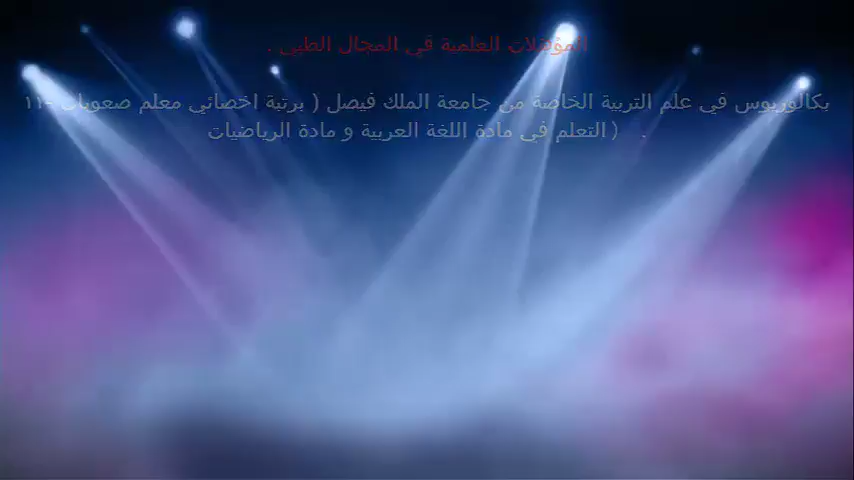 المؤهلات العلمية في المجال الطبي .
١١- بكالوريوس في علم التربية الخاصة من جامعة الملك فيصل ( برتبة اخصائي معلم صعوبات
التعلم في مادة اللغة العربية و مادة الرياضيات ) .